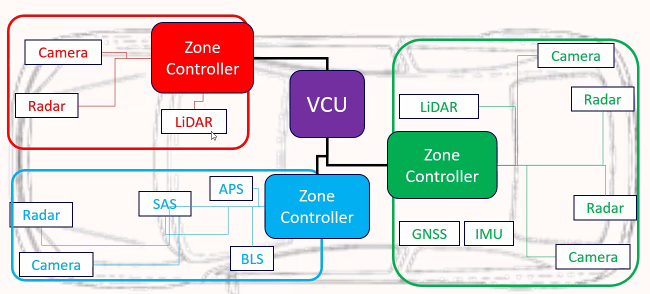 Camera
Radar
LiDAR
Zone
Controller
VCU
Camera
Radar
LiDAR
Zone
Controller
Radar
GNSS
IMU
Camera
APS
SAS
Radar
Camera
BLS
Zone
Controller